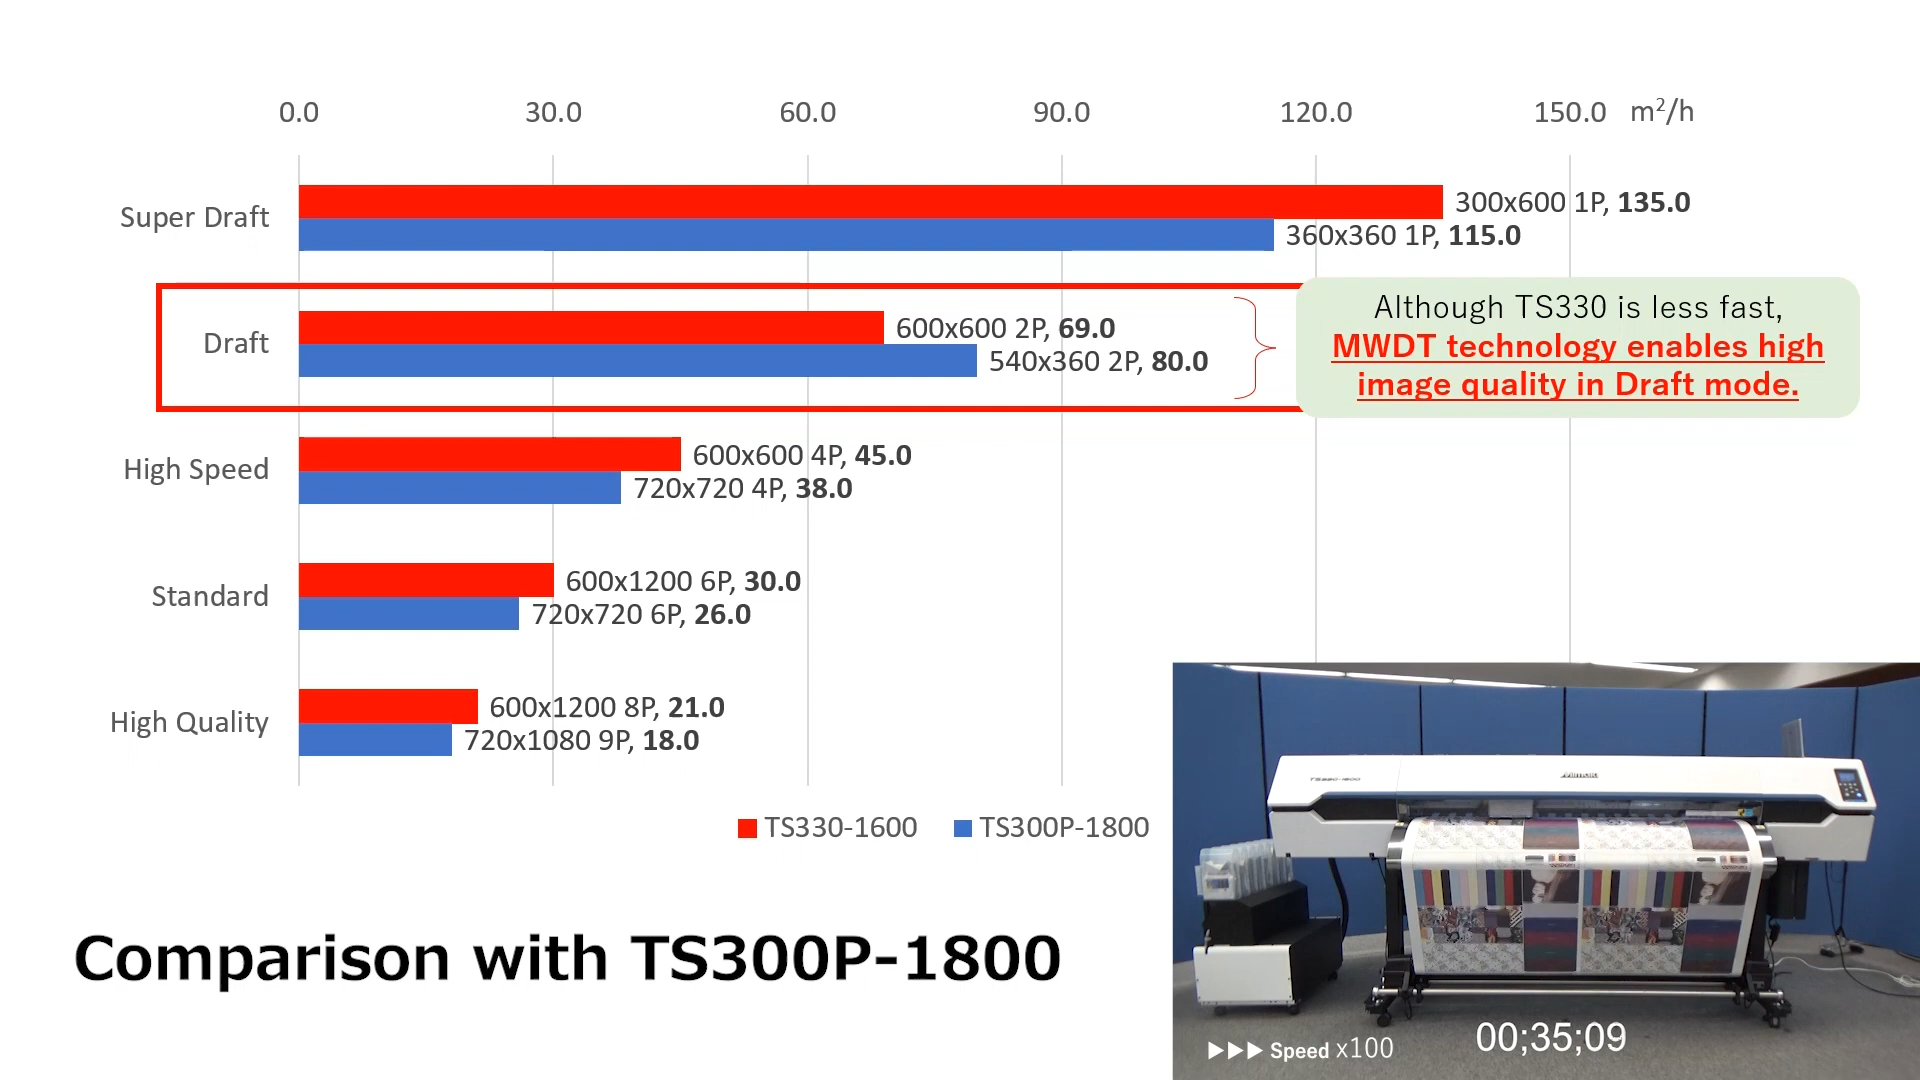 0.0 30.0 60.0 90.0 120.0 150.0 m²/h
Super Draft
300x600 1P, 135.0
360x360 1P, 115.0
Draft
600x600 2P, 69.0
540x360 2P, 80.0
Although TS330 is less fast,
MWDT technology enables high
image quality in Draft mode.
High Speed
600x600 4P, 45.0
720x720 4P, 38.0
Standard
600x1200 6P, 30.0
720x720 6P, 26.0
High Quality
600x1200 8P, 21.0
720x1080 9P, 18.0
TS330-1600 TS300P-1800
Comparison with TS300P-1800
TS330-1600
Mimaki
▶▶▶ Speed x100
00;35;09